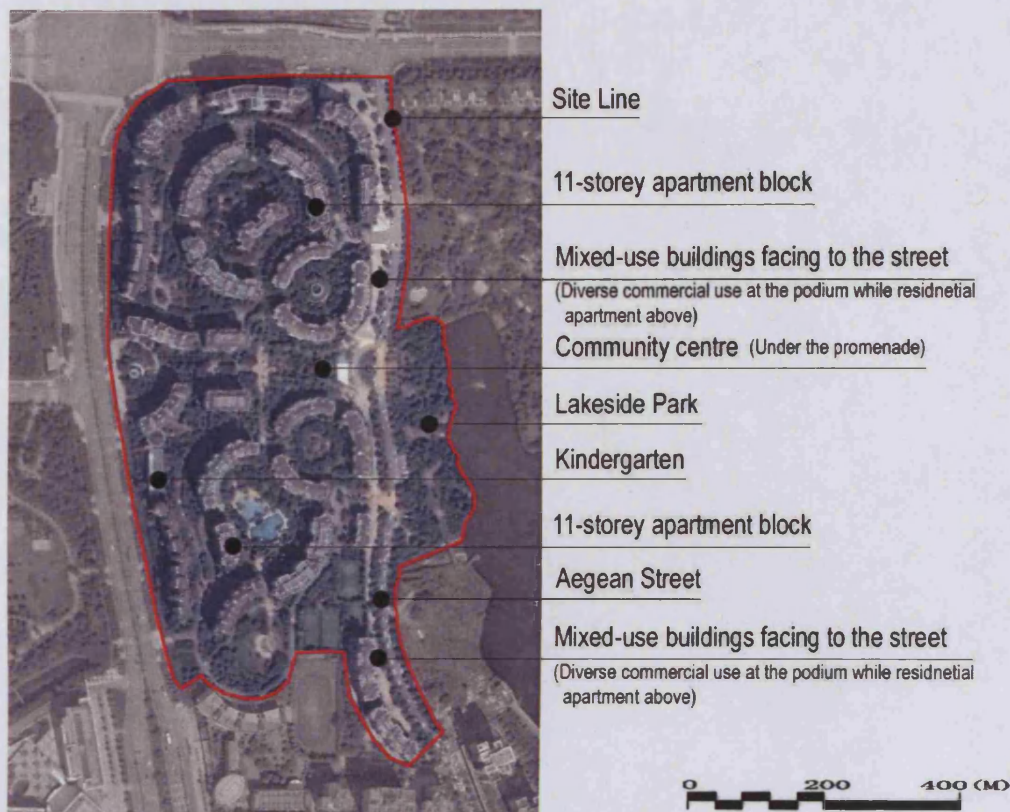 Site Line
11-storey apartment block
Mixed-use buildings facing to the street
(Diverse commercial use at the podium while residnetial
apartment above)
Community centre (Under the promenade)
Lakeside Park
Kindergarten
11-storey apartment block
Aegean Street
Mixed-use buildings facing to the street
(Diverse commercial use at the podium while residnetial
apartment above)
0 200 400 (M)